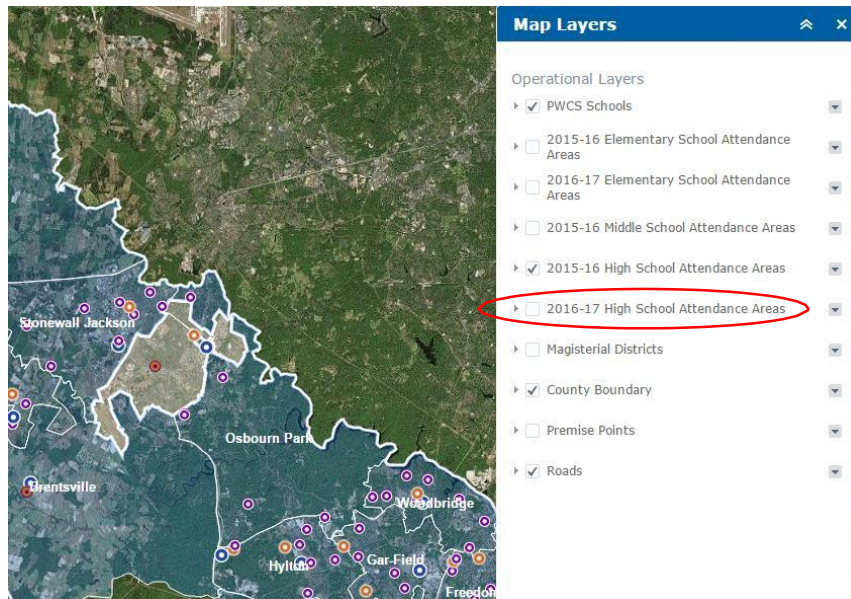 Map Layers
Operational Layers
PWCS Schools
2015-16 Elementary School Attendance
Areas
2016-17 Elementary School Attendance
Areas
2015-16 Middle School Attendance Areas
2015-16 High School Attendance Areas
2016-17 High School Attendance Areas
Magisterial Districts
County Boundary
Premise Points
Roads
Stonewall Jackson
Osbourn Park
Brentsville
Woodbridge
Hylton
Gar-Field
Freedom